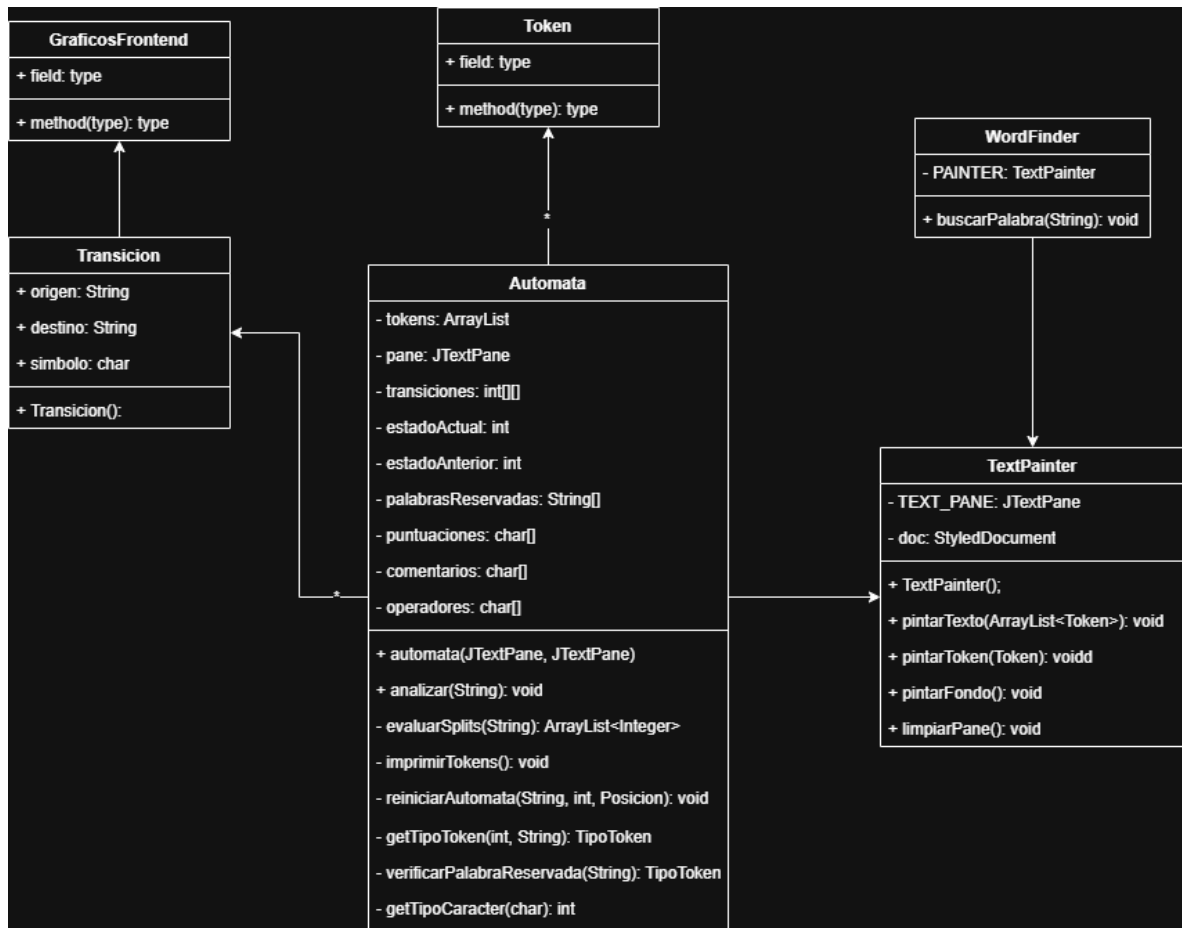 GraficosFrontend
+ field: type
+ method(type): type
Token
+ field: type
+ method(type): type
WordFinder
- PAINTER: TextPainter
+ buscarPalabra(String): void
*
Transicion
+ origen: String
+ destino: String
+ simbolo: char
+ Transicion():
*
Automata
- tokens: ArrayList
- pane: JTextPane
- transiciones: int[][]
- estadoActual: int
- estadoAnterior: int
- palabrasReservadas: String[]
- puntuaciones: char[]
- comentarios: char[]
- operadores: char[]
+ automata(JTextPane, JTextPane)
+ analizar(String): void
- evaluarSplits(String): ArrayList<Integer>
- imprimirTokens(): void
- reiniciarAutomata(String, int, Posicion): void
- getTipoToken(int, String): TipoToken
- verificarPalabraReservada(String): TipoToken
- getTipoCaracter(char): int
TextPainter
- TEXT_PANE: JTextPane
- doc: StyledDocument
+ TextPainter();
+ pintarTexto(ArrayList<Token>): void
+ pintarToken(Token): voidd
+ pintarFondo(): void
+ limpiarPane(): void